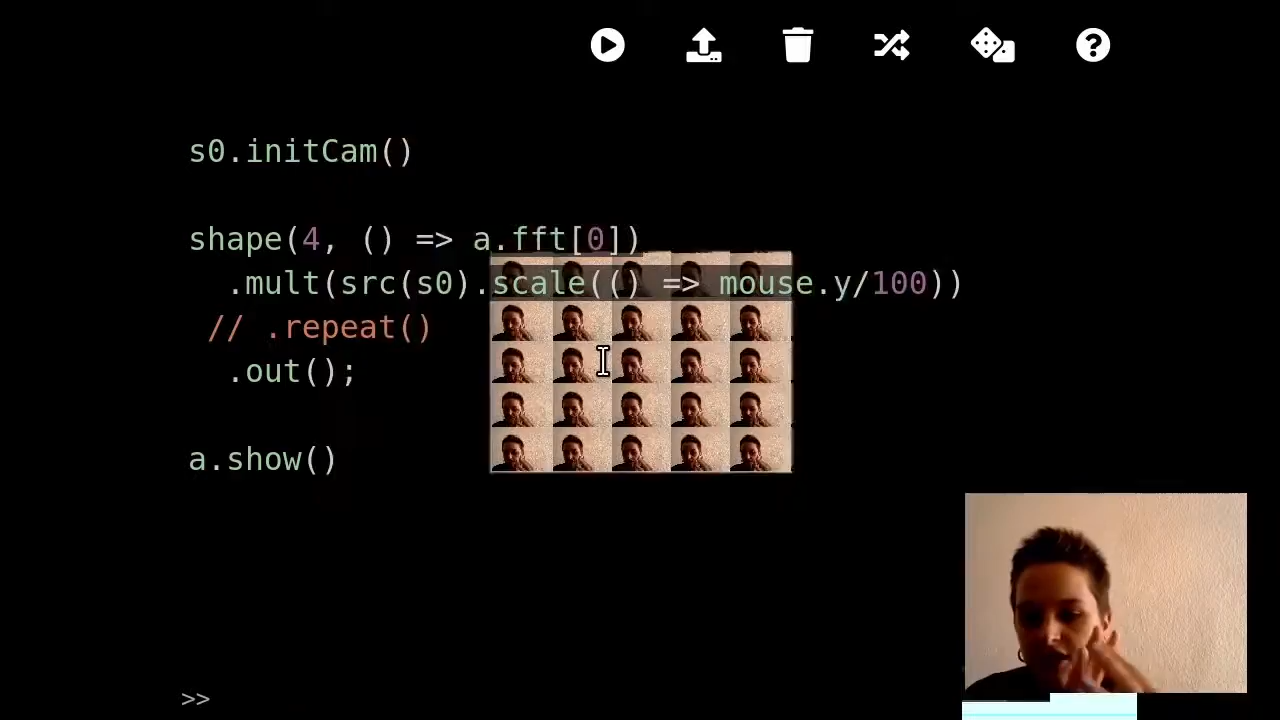 s0.initCam()
shape(4, () => a.fft[0])
.mult(src(s0).scale(() => mouse.y/100))
// .repeat()
.out();
a.show()
>>